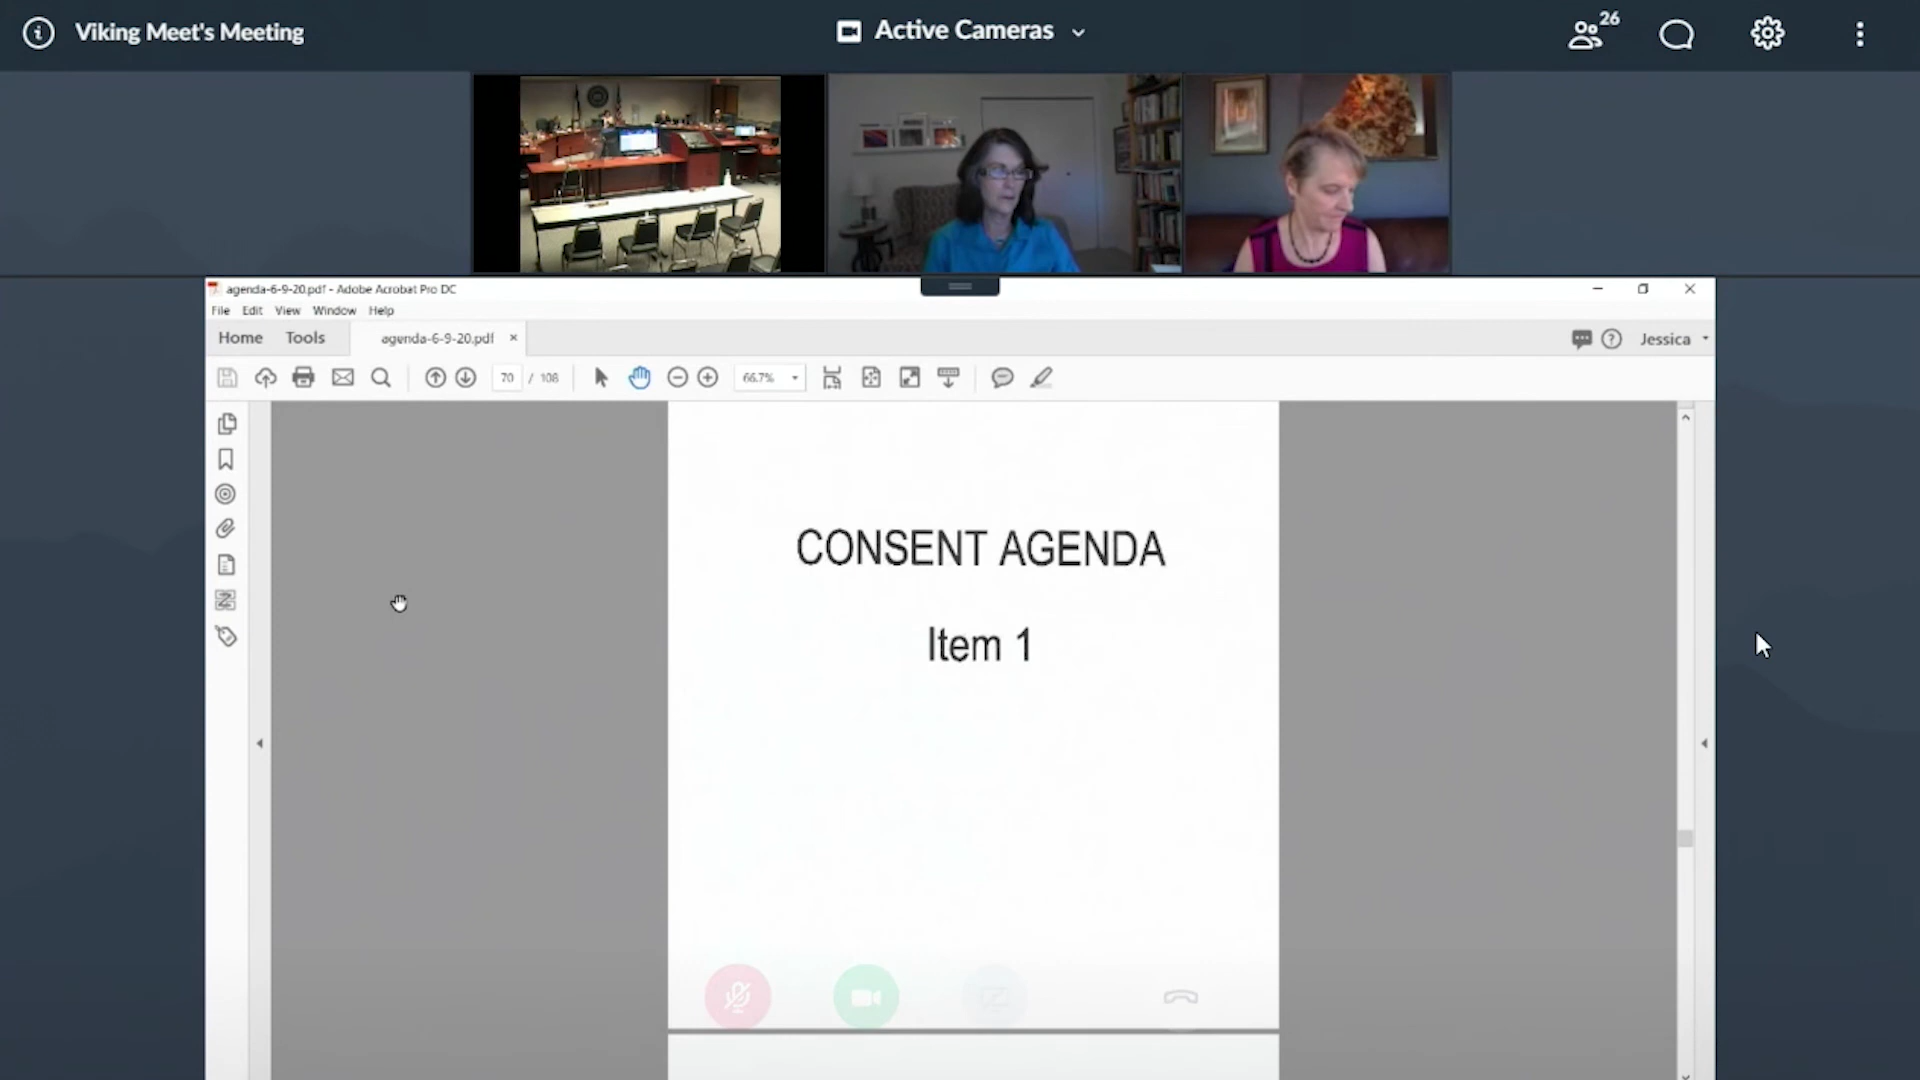 Viking Meet's Meeting
Active Cameras
26
agenda-6-9-20.pdf - Adobe Acrobat Pro DC
File Edit View Window Help
Home Tools agenda-6-9-20.pdf × Jessica
70 / 108 66.7%
CONSENT AGENDA
Item 1